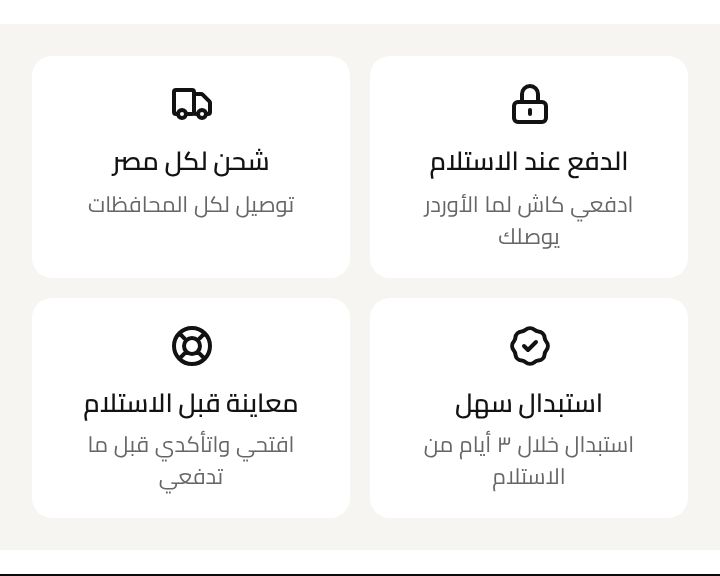 الدفع عند الاستلام
ادفعي كاش لما الأوردر
يوصلك
شحن لكل مصر
توصيل لكل المحافظات
استبدال سهل
استبدال خلال ٣ أيام من
الاستلام
معاينة قبل الاستلام
افتحي واتأكدي قبل ما
تدفعي